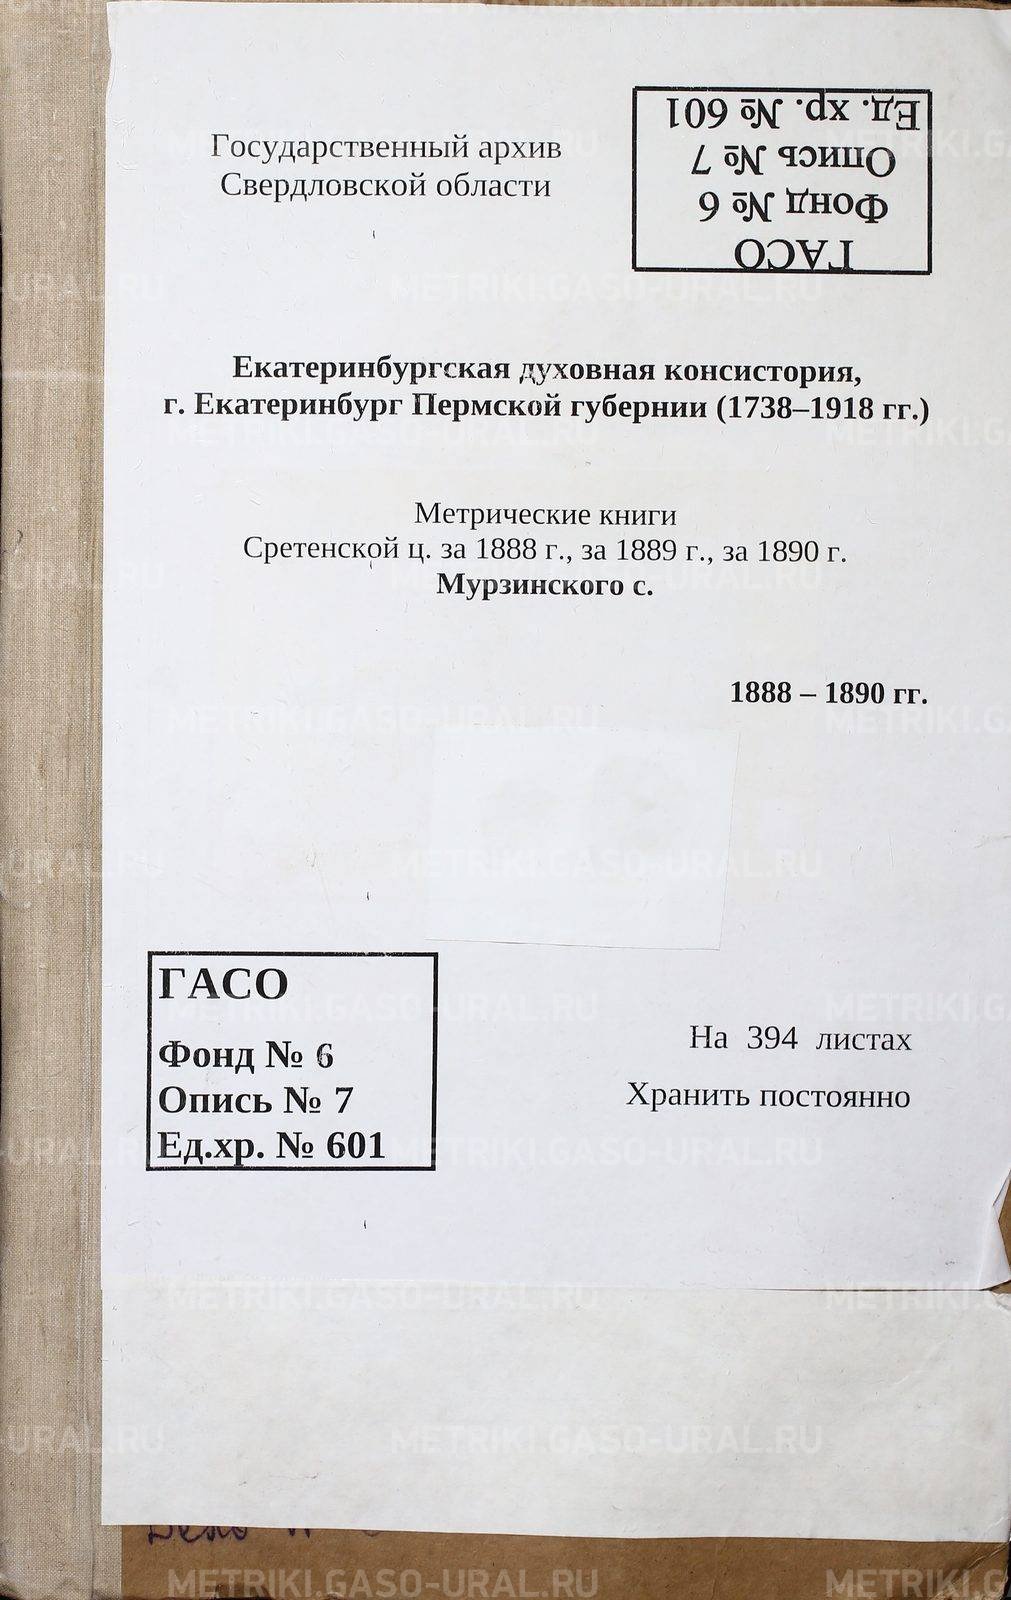 Государственный архив
Свердловской области
ГАСО
Фонд № 6
Опись № 7
Ед. хр. № 601
Екатеринбургская духовная консистория,
г. Екатеринбург Пермской губернии (1738–1918 гг.)
Метрические книги
Сретенской ц. за 1888 г., за 1889 г., за 1890 г.
Мурзинского с.
1888 – 1890 гг.
ГАСО
Фонд № 6
Опись № 7
Ед.хр. № 601
На 394 листах
Хранить постоянно
METRIKI.GASO-URAL.RU